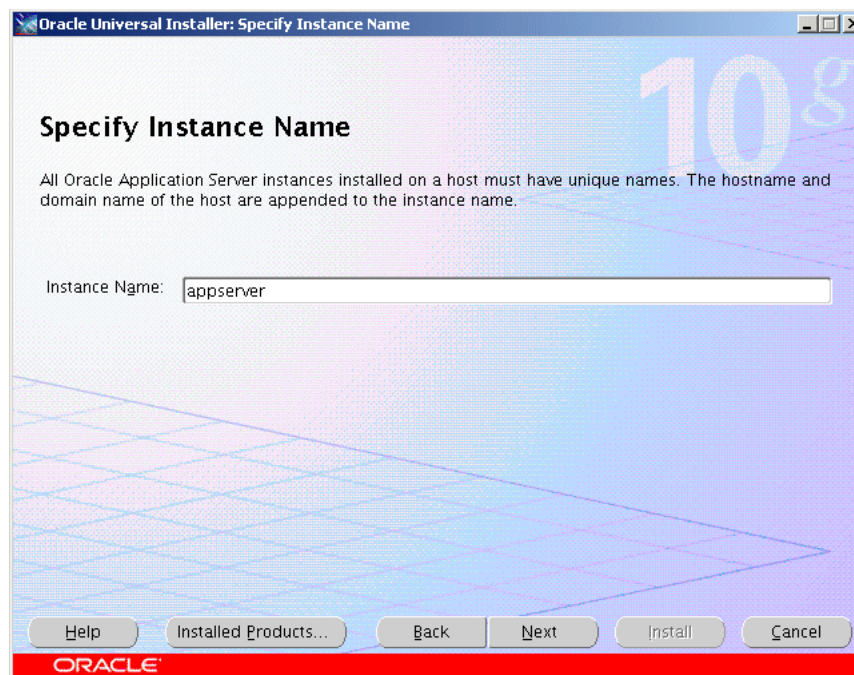 Oracle Universal Installer: Specify Instance Name
10g
Specify Instance Name
All Oracle Application Server instances installed on a host must have unique names. The hostname and
domain name of the host are appended to the instance name.
Instance Name: appserver
Help Installed Products... Back Next Install Cancel
ORACLE